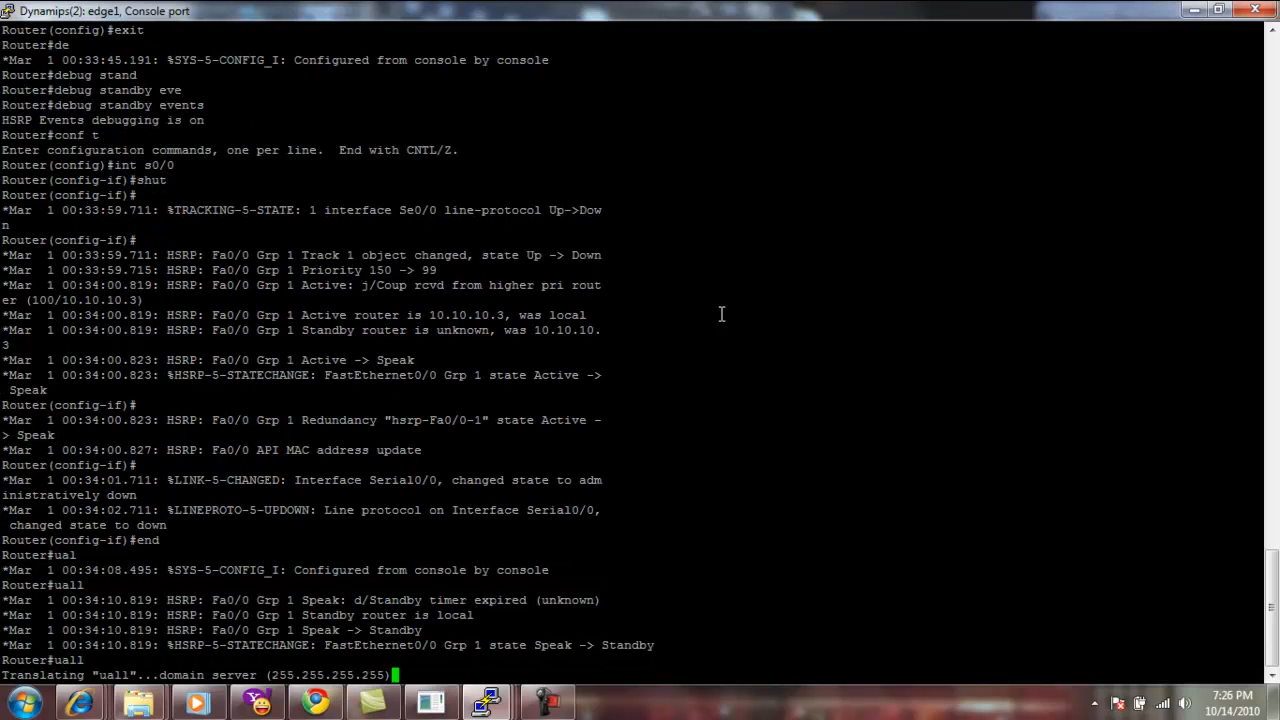 Dynamips(2): edge1, Console port
Router(config)#exit
Router#de
*Mar  1 00:33:45.191: %SYS-5-CONFIG_I: Configured from console by console
Router#debug stand
Router#debug standby eve
Router#debug standby events
HSRP Events debugging is on
Router#conf t
Enter configuration commands, one per line.  End with CNTL/Z.
Router(config)#int s0/0
Router(config-if)#shut
Router(config-if)#
*Mar  1 00:33:59.711: %TRACKING-5-STATE: 1 interface Se0/0 line-protocol Up->Dow
n
Router(config-if)#
*Mar  1 00:33:59.711: HSRP: Fa0/0 Grp 1 Track 1 object changed, state Up -> Down
*Mar  1 00:33:59.715: HSRP: Fa0/0 Grp 1 Priority 150 -> 99
*Mar  1 00:34:00.819: HSRP: Fa0/0 Grp 1 Active: j/Coup rcvd from higher pri rout
er (100/10.10.10.3)
*Mar  1 00:34:00.819: HSRP: Fa0/0 Grp 1 Active router is 10.10.10.3, was local
*Mar  1 00:34:00.819: HSRP: Fa0/0 Grp 1 Standby router is unknown, was 10.10.10.
3
*Mar  1 00:34:00.823: HSRP: Fa0/0 Grp 1 Active -> Speak
*Mar  1 00:34:00.823: %HSRP-5-STATECHANGE: FastEthernet0/0 Grp 1 state Active ->
 Speak
Router(config-if)#
*Mar  1 00:34:00.823: HSRP: Fa0/0 Grp 1 Redundancy "hsrp-Fa0/0-1" state Active -
> Speak
*Mar  1 00:34:00.827: HSRP: Fa0/0 API MAC address update
Router(config-if)#
*Mar  1 00:34:01.711: %LINK-5-CHANGED: Interface Serial0/0, changed state to adm
inistratively down
*Mar  1 00:34:02.711: %LINEPROTO-5-UPDOWN: Line protocol on Interface Serial0/0,
 changed state to down
Router(config-if)#end
Router#ual
*Mar  1 00:34:08.495: %SYS-5-CONFIG_I: Configured from console by console
Router#uall
*Mar  1 00:34:10.819: HSRP: Fa0/0 Grp 1 Speak: d/Standby timer expired (unknown)
*Mar  1 00:34:10.819: HSRP: Fa0/0 Grp 1 Standby router is local
*Mar  1 00:34:10.819: HSRP: Fa0/0 Grp 1 Speak -> Standby
*Mar  1 00:34:10.819: %HSRP-5-STATECHANGE: FastEthernet0/0 Grp 1 state Speak -> Standby
Router#uall
Translating "uall"...domain server (255.255.255.255)
7:26 PM
10/14/2010